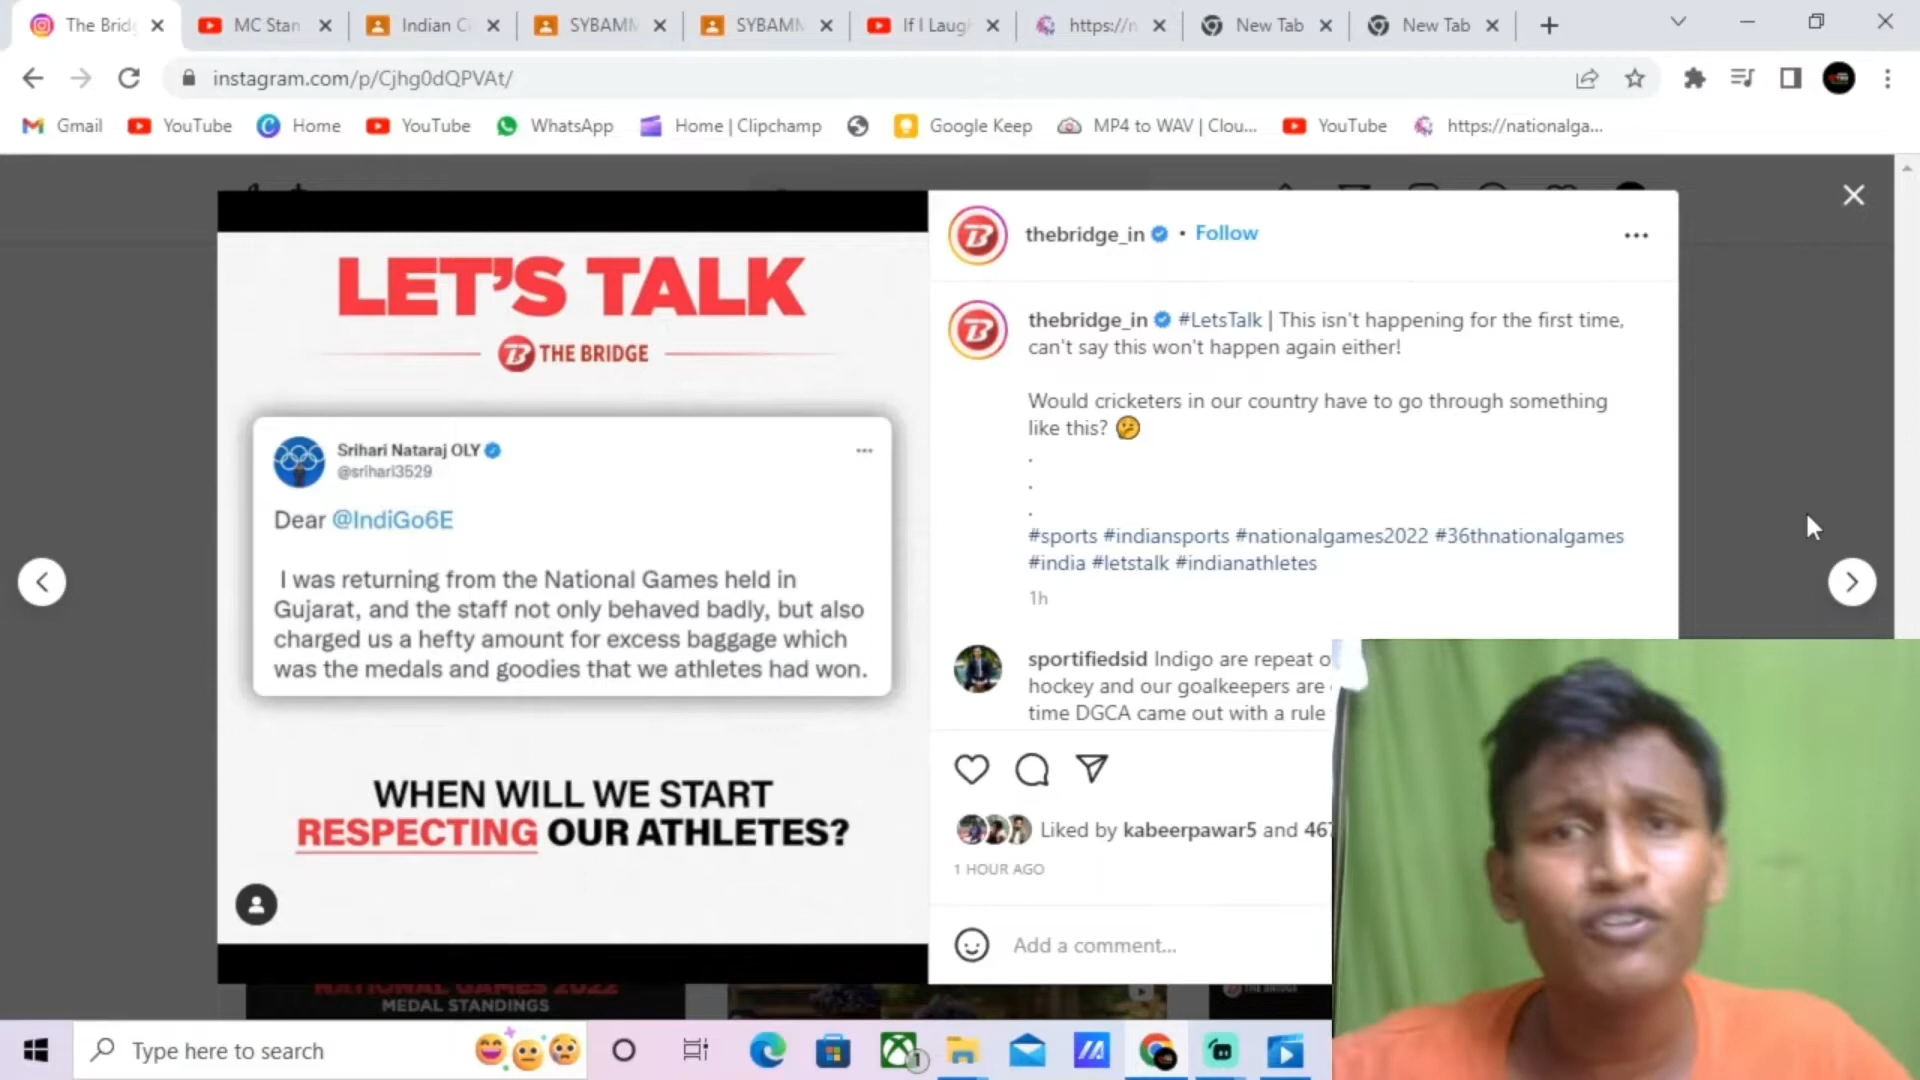 The Brid
MC Stan
Indian C
SYBAMM
SYBAMM
If I Laug
https://n
New Tab
New Tab
instagram.com/p/Cjhg0dQPVAt/
Gmail
YouTube
Home
YouTube
WhatsApp
Home | Clipchamp
Google Keep
MP4 to WAV | Clou...
YouTube
https://nationalga...
LET'S TALK
THE BRIDGE
Srihari Nataraj OLY
@srihari3529
Dear @IndiGo6E
I was returning from the National Games held in
Gujarat, and the staff not only behaved badly, but also
charged us a hefty amount for excess baggage which
was the medals and goodies that we athletes had won.
WHEN WILL WE START
RESPECTING OUR ATHLETES?
thebridge_in • Follow
thebridge_in #LetsTalk | This isn't happening for the first time,
can't say this won't happen again either!
Would cricketers in our country have to go through something
like this?
.
.
.
#sports #indiansports #nationalgames2022 #36thnationalgames
#india #letstalk #indianathletes
1h
sportifiedsid Indigo are repeat o
hockey and our goalkeepers are
time DGCA came out with a rule
Liked by kabeerpawar5 and 467
1 HOUR AGO
Add a comment...
NATIONAL GAMES 2022
MEDAL STANDINGS
THE BRIDGE
Type here to search
1